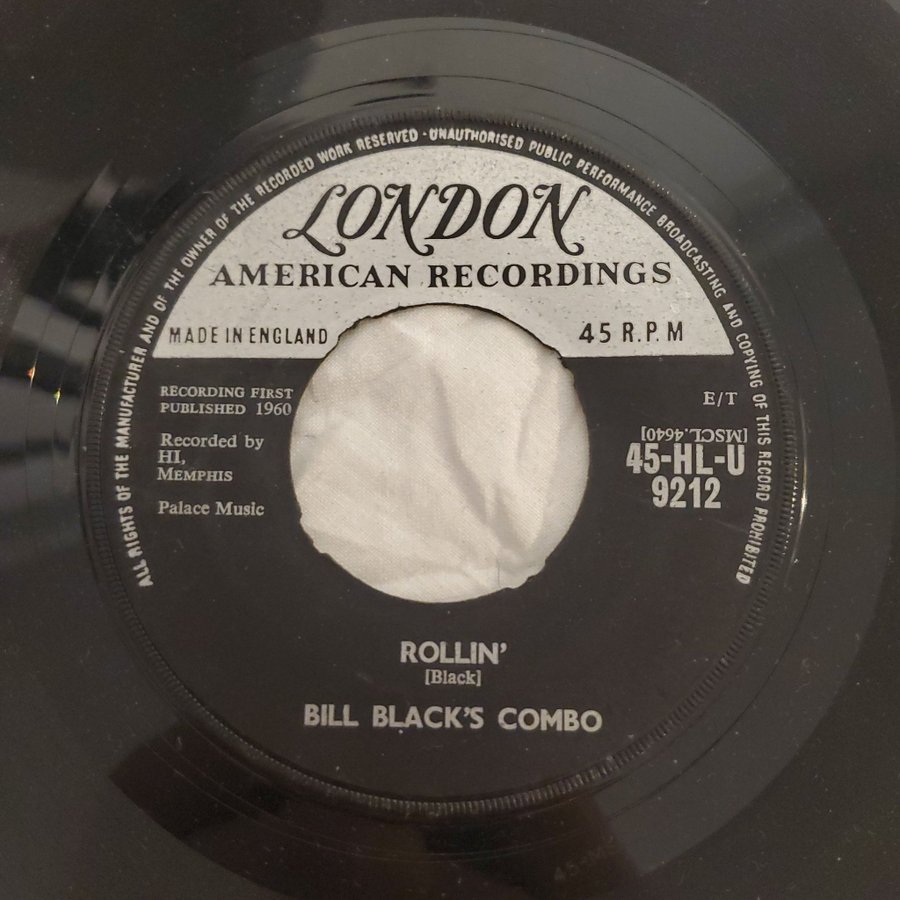 ALL RIGHTS OF THE MANUFACTURER AND OF THE OWNER OF THE RECORDED WORK RESERVED · UNAUTHORISED PUBLIC PERFORMANCE BROADCASTING AND COPYING OF THIS RECORD PROHIBITED
LONDON
AMERICAN RECORDINGS
MADE IN ENGLAND
45 R.P.M
RECORDING FIRST
PUBLISHED 1960
Recorded by
HI,
MEMPHIS
Palace Music
E/T
[MSCL.4640]
45-HL-U
9212
ROLLIN'
[Black]
BILL BLACK'S COMBO